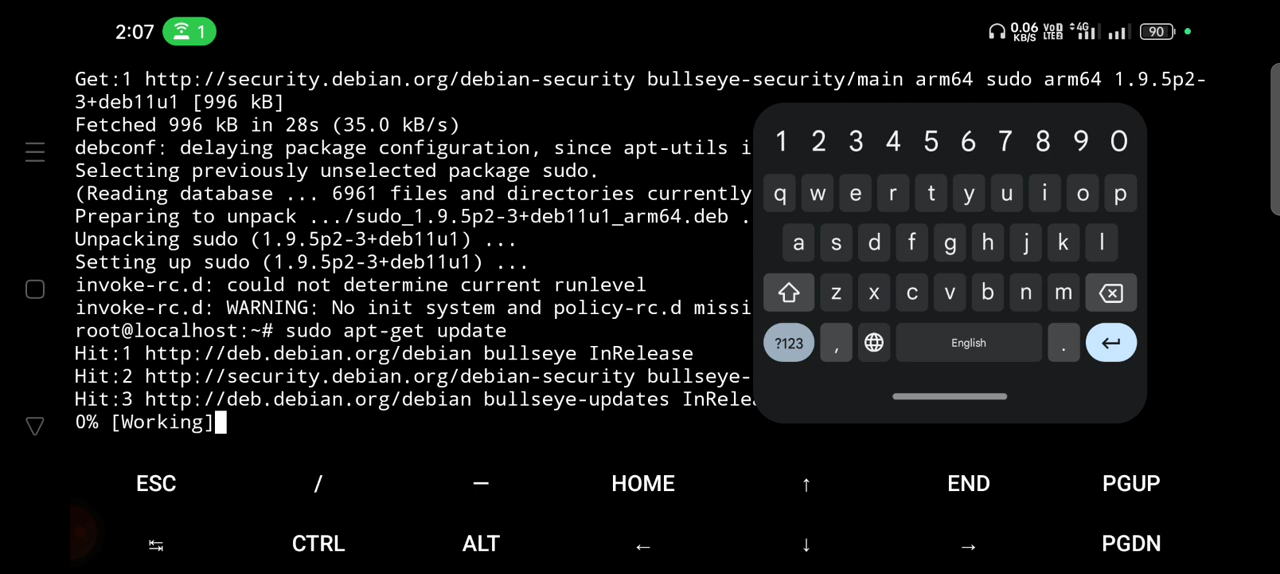 2:07 1 0.06 KB/S VoD LTE 4G 90
Get:1 http://security.debian.org/debian-security bullseye-security/main arm64 sudo arm64 1.9.5p2-
3+deb11u1 [996 kB]
Fetched 996 kB in 28s (35.0 kB/s)
debconf: delaying package configuration, since apt-utils i
Selecting previously unselected package sudo.
(Reading database ... 6961 files and directories currently
Preparing to unpack .../sudo_1.9.5p2-3+deb11u1_arm64.deb .
Unpacking sudo (1.9.5p2-3+deb11u1) ...
Setting up sudo (1.9.5p2-3+deb11u1) ...
invoke-rc.d: could not determine current runlevel
invoke-rc.d: WARNING: No init system and policy-rc.d missi
root@localhost:~# sudo apt-get update
Hit:1 http://deb.debian.org/debian bullseye InRelease
Hit:2 http://security.debian.org/debian-security bullseye-
Hit:3 http://deb.debian.org/debian bullseye-updates InRele
0% [Working]
1 2 3 4 5 6 7 8 9 0
q w e r t y u i o p
a s d f g h j k l
z x c v b n m
?123 , English .
ESC / — HOME ↑ END PGUP
↹ CTRL ALT ← ↓ → PGDN